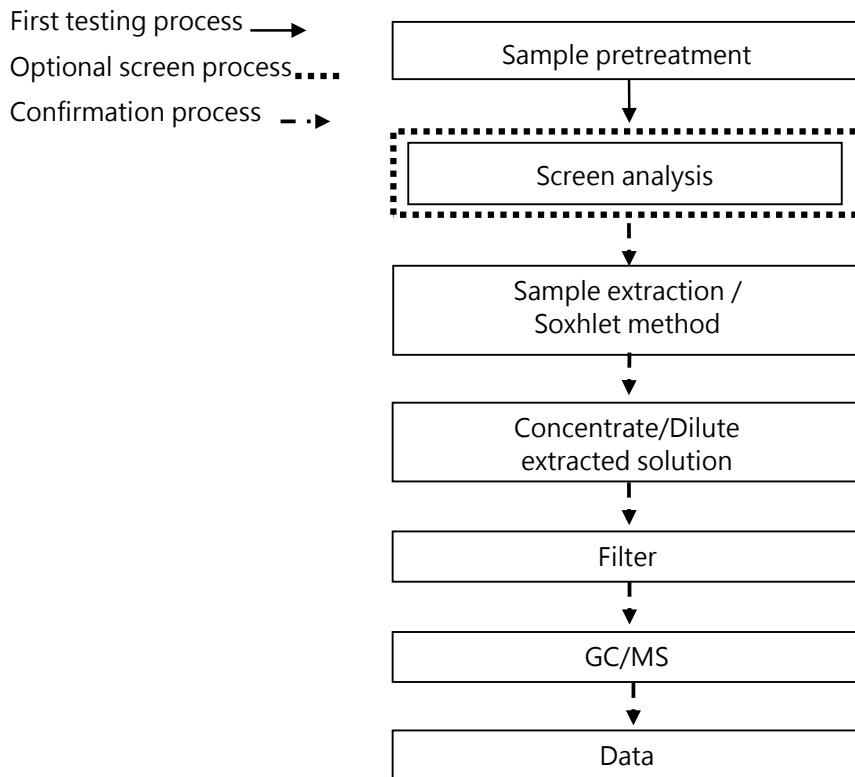 First testing process
Optional screen process
Confirmation process
Sample pretreatment
Screen analysis
Sample extraction /
Soxhlet method
Concentrate/Dilute
extracted solution
Filter
GC/MS
Data